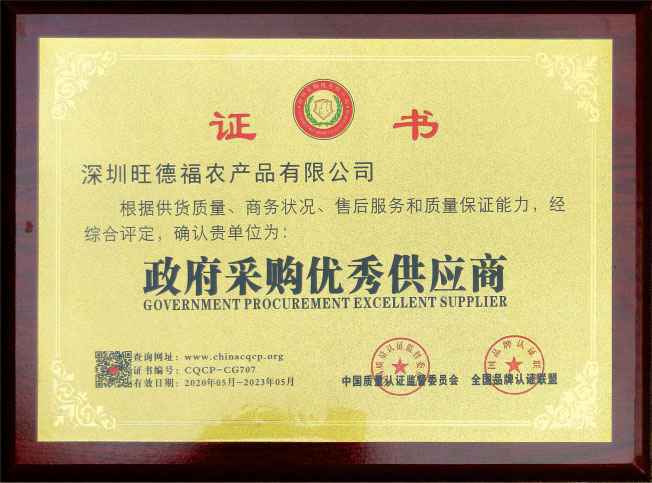 证 书
深圳旺德福农产品有限公司
根据供货质量、商务状况、售后服务和质量保证能力，经
综合评定，确认贵单位为：
政府采购优秀供应商
GOVERNMENT PROCUREMENT EXCELLENT SUPPLIER
查询网址：www.chinacqcp.org
证书编号：CQCP-CG707
有效日期：2020年05月-2023年05月
中国质量认证监督委员会
全国品牌认证联盟